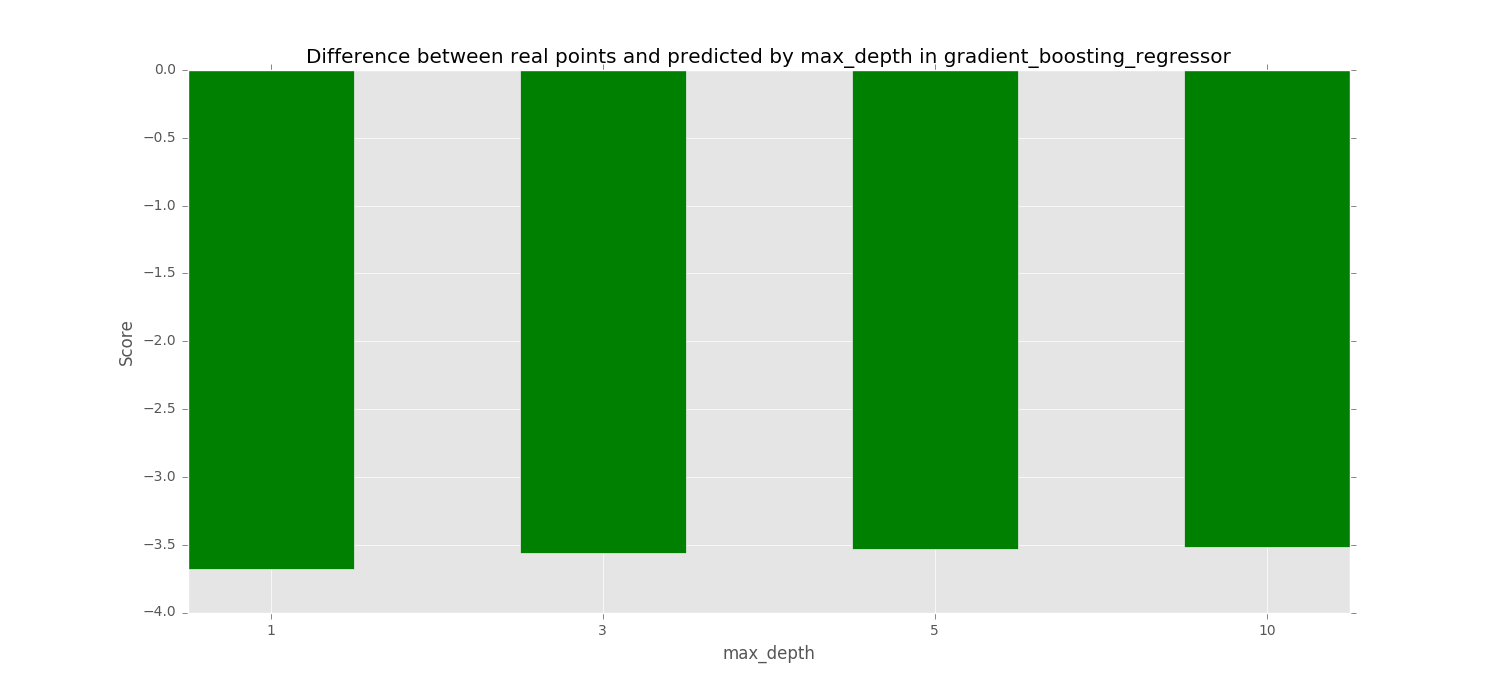 Difference between real points and predicted by max_depth in gradient_boosting_regressor
0.0
−0.5
−1.0
−1.5
−2.0
−2.5
−3.0
−3.5
−4.0
Score
1 3 5 10
max_depth